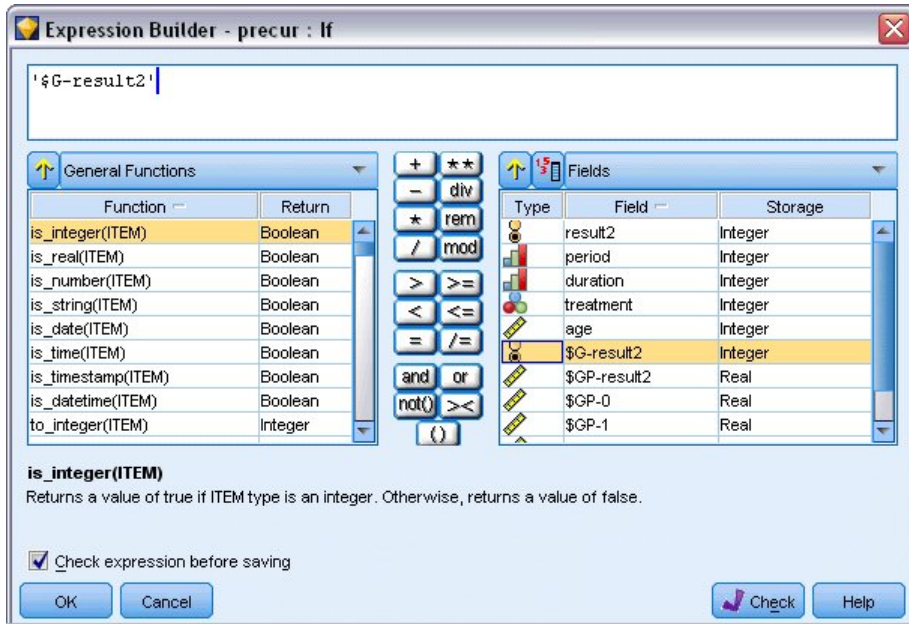 Expression Builder - precur : If
'$G-result2'
General Functions
Function Return
is_integer(ITEM) Boolean
is_real(ITEM) Boolean
is_number(ITEM) Boolean
is_string(ITEM) Boolean
is_date(ITEM) Boolean
is_time(ITEM) Boolean
is_timestamp(ITEM) Boolean
is_datetime(ITEM) Boolean
to_integer(ITEM) Integer
+ **
- div
* rem
/ mod
> >=
< <=
= /=
and or
not() ><
()
Fields
Type Field Storage
result2 Integer
period Integer
duration Integer
treatment Integer
age Integer
$G-result2 Integer
$GP-result2 Real
$GP-0 Real
$GP-1 Real
is_integer(ITEM)
Returns a value of true if ITEM type is an integer. Otherwise, returns a value of false.
Check expression before saving
OK Cancel Check Help